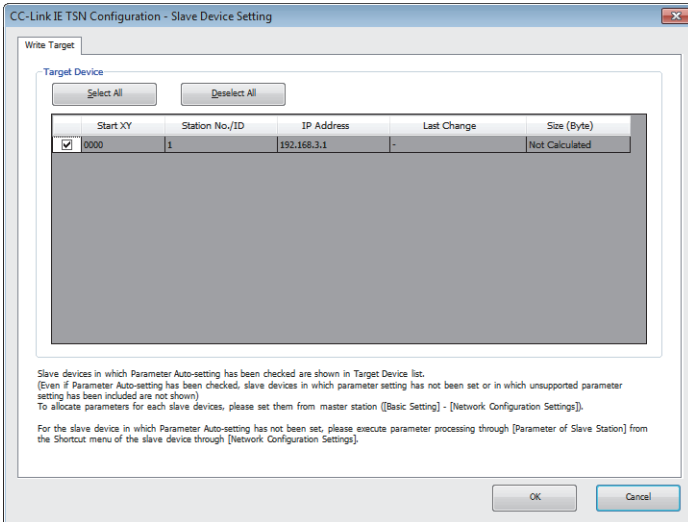 CC-Link IE TSN Configuration - Slave Device Setting
Write Target
Target Device
Select All Deselect All
Start XY Station No./ID IP Address Last Change Size (Byte)
0000 1 192.168.3.1 - Not Calculated
Slave devices in which Parameter Auto-setting has been checked are shown in Target Device list.
(Even if Parameter Auto-setting has been checked, slave devices in which parameter setting has not been set or in which unsupported parameter
setting has been included are not shown)
To allocate parameters for each slave devices, please set them from master station ([Basic Setting] - [Network Configuration Settings]).
For the slave device in which Parameter Auto-setting has not been set, please execute parameter processing through [Parameter of Slave Station] from
the Shortcut menu of the slave device through [Network Configuration Settings].
OK Cancel